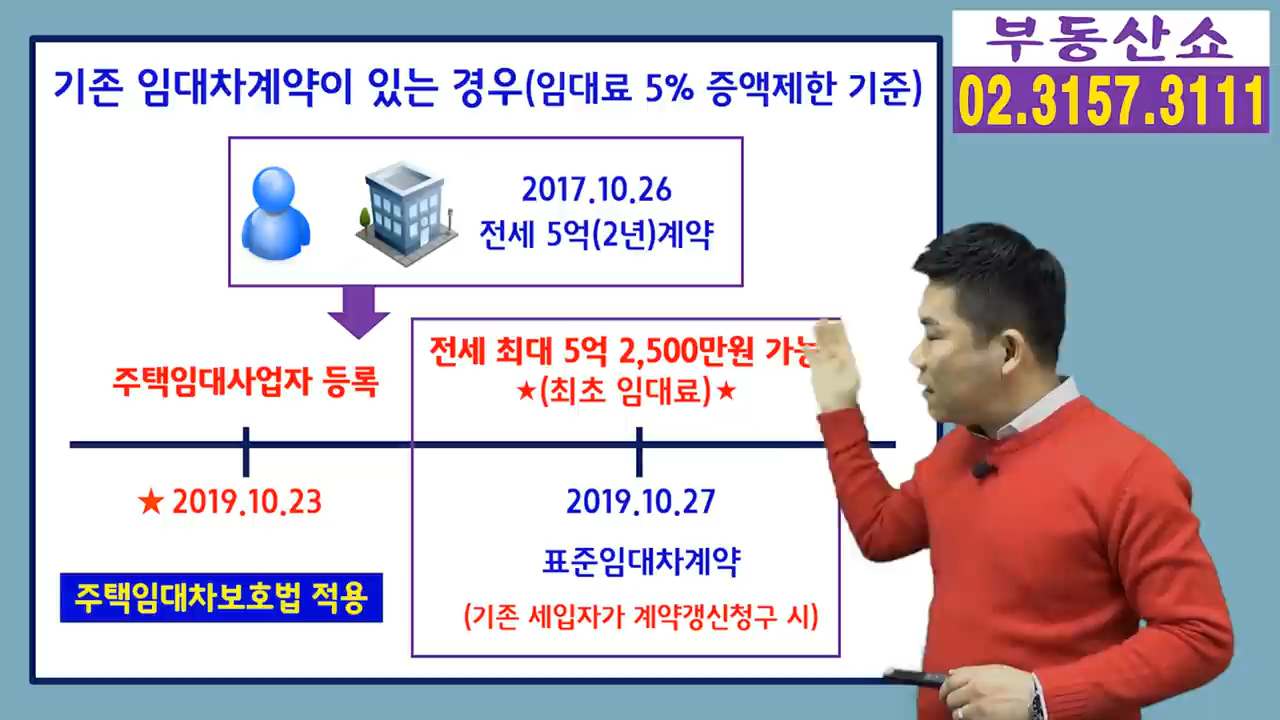 부동산쇼
02.3157.3111
기존 임대차계약이 있는 경우(임대료 5% 증액제한 기준)
2017.10.26
전세 5억(2년)계약
전세 최대 5억 2,500만원
★(최초 임대료)★
주택임대사업자 등록
★ 2019.10.23
2019.10.27
표준임대차계약
(기존 세입자가 계약갱신청구 시)
주택임대차보호법 적용